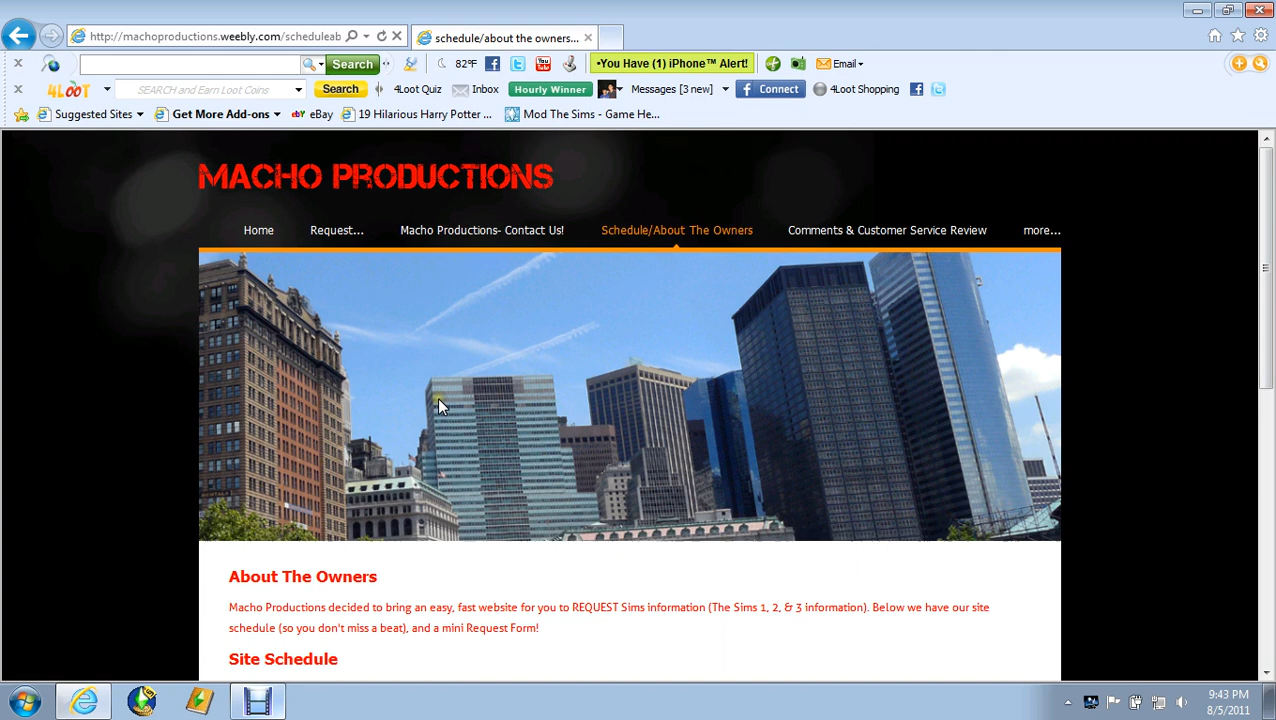 http://machoproductions.weebly.com/scheduleab
schedule/about the owners...
Search
82°F
•You Have (1) iPhone™ Alert!
Email
4LOOT
SEARCH and Earn Loot Coins
Search
4Loot Quiz
Inbox
Hourly Winner
Messages [3 new]
Connect
4Loot Shopping
Suggested Sites
Get More Add-ons
eBay
19 Hilarious Harry Potter ...
Mod The Sims - Game He...
MACHO PRODUCTIONS
Home
Request...
Macho Productions- Contact Us!
Schedule/About The Owners
Comments & Customer Service Review
more...
About The Owners
Macho Productions decided to bring an easy, fast website for you to REQUEST Sims information (The Sims 1, 2, & 3 information). Below we have our site
schedule (so you don't miss a beat), and a mini Request Form!
Site Schedule
9:43 PM
8/5/2011